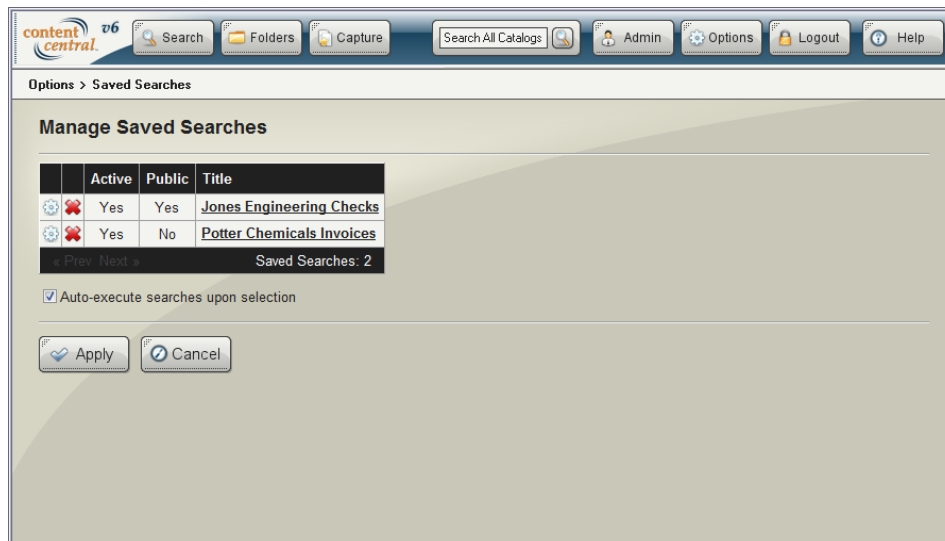 content central. v6 Search Folders Capture Search All Catalogs Admin Options Logout Help
Options > Saved Searches
Manage Saved Searches
Active Public Title
Yes Yes Jones Engineering Checks
Yes No Potter Chemicals Invoices
« Prev Next » Saved Searches: 2
Auto-execute searches upon selection
Apply Cancel